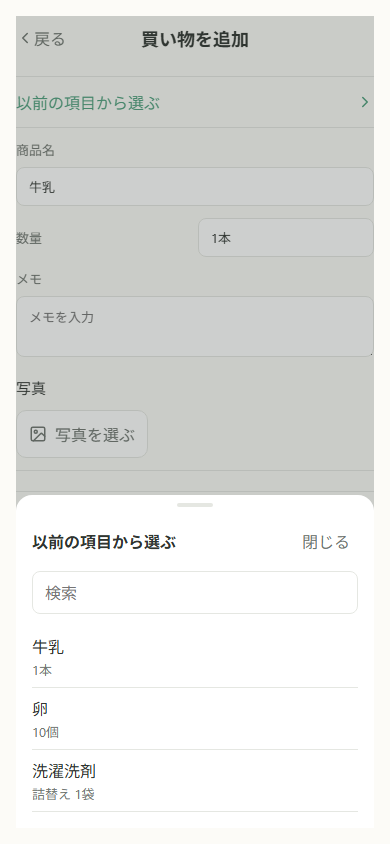 戻る
買い物を追加
以前の項目から選ぶ
商品名
牛乳
数量
1本
メモ
メモを入力
写真
写真を選ぶ
以前の項目から選ぶ
閉じる
検索
牛乳
1本
卵
10個
洗濯洗剤
詰替え 1袋